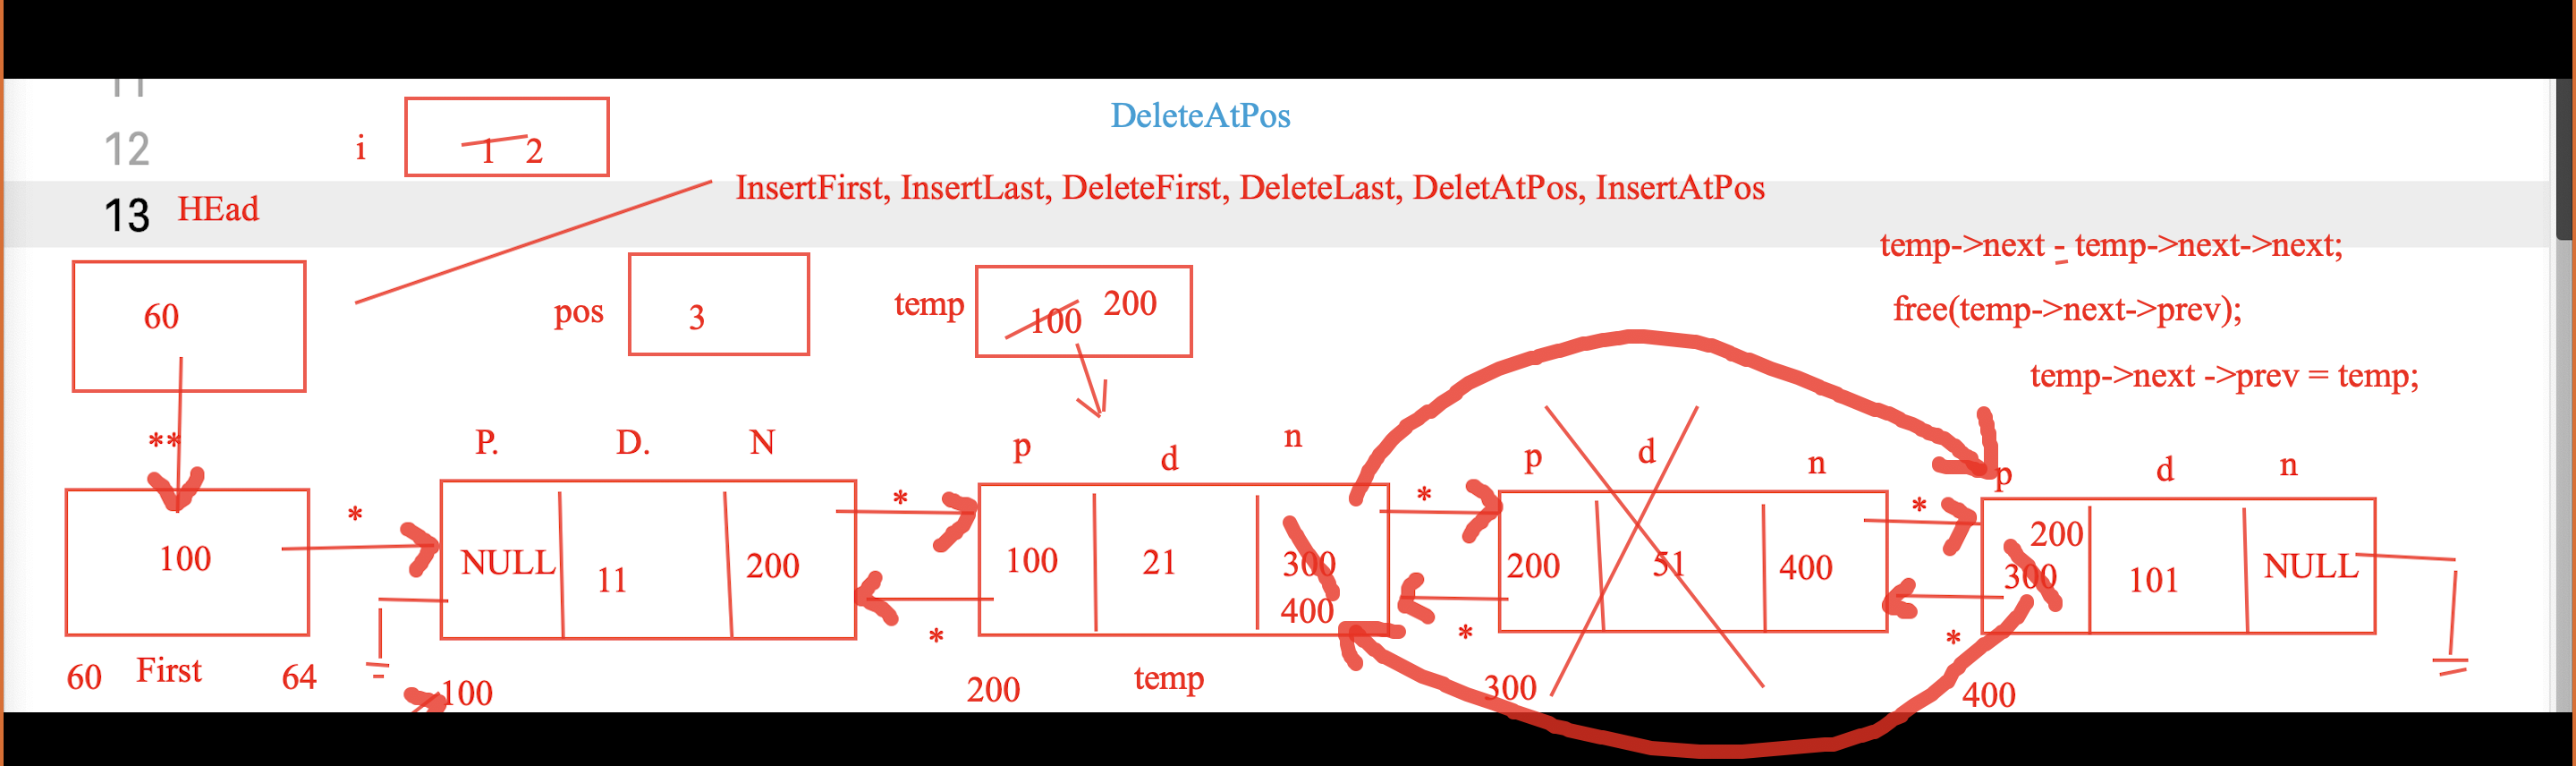 12
i
1 2
DeleteAtPos
13
HEad
InsertFirst, InsertLast, DeleteFirst, DeleteLast, DeletAtPos, InsertAtPos
temp->next = temp->next->next;
free(temp->next->prev);
temp->next ->prev = temp;
60
pos
3
temp
100 200
**
P. D. N
p d n
p d n
p d n
100
*
NULL 11 200
*
*
100 21 300
400
*
*
200 51 400
*
*
200
300 101 NULL
60 First 64
100
200 temp
300
400